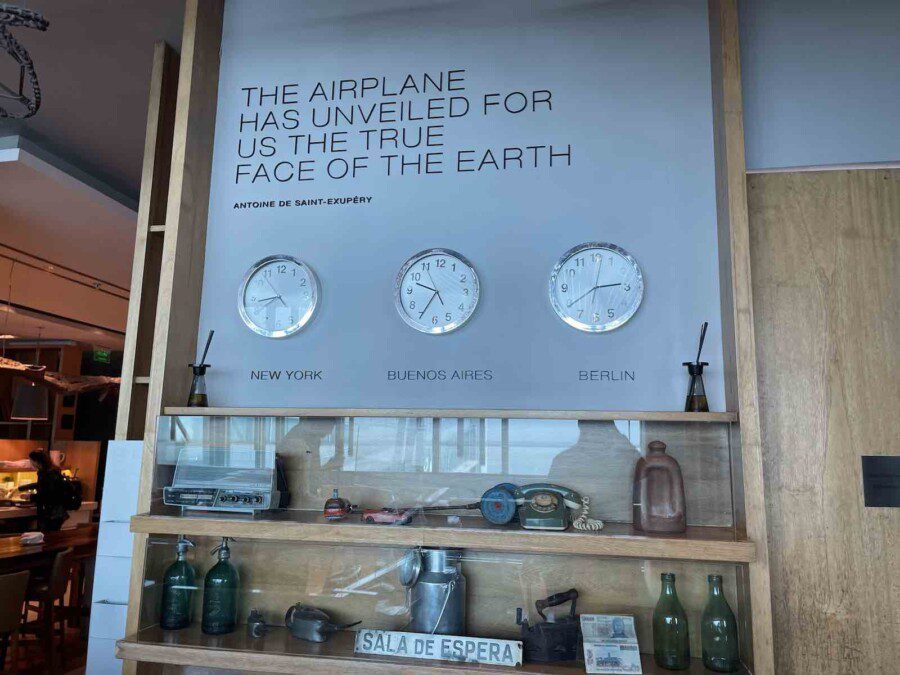 THE AIRPLANE
HAS UNVEILED FOR
US THE TRUE
FACE OF THE EARTH
ANTOINE DE SAINT-EXUPÉRY
NEW YORK
BUENOS AIRES
BERLIN
SALA DE ESPERA